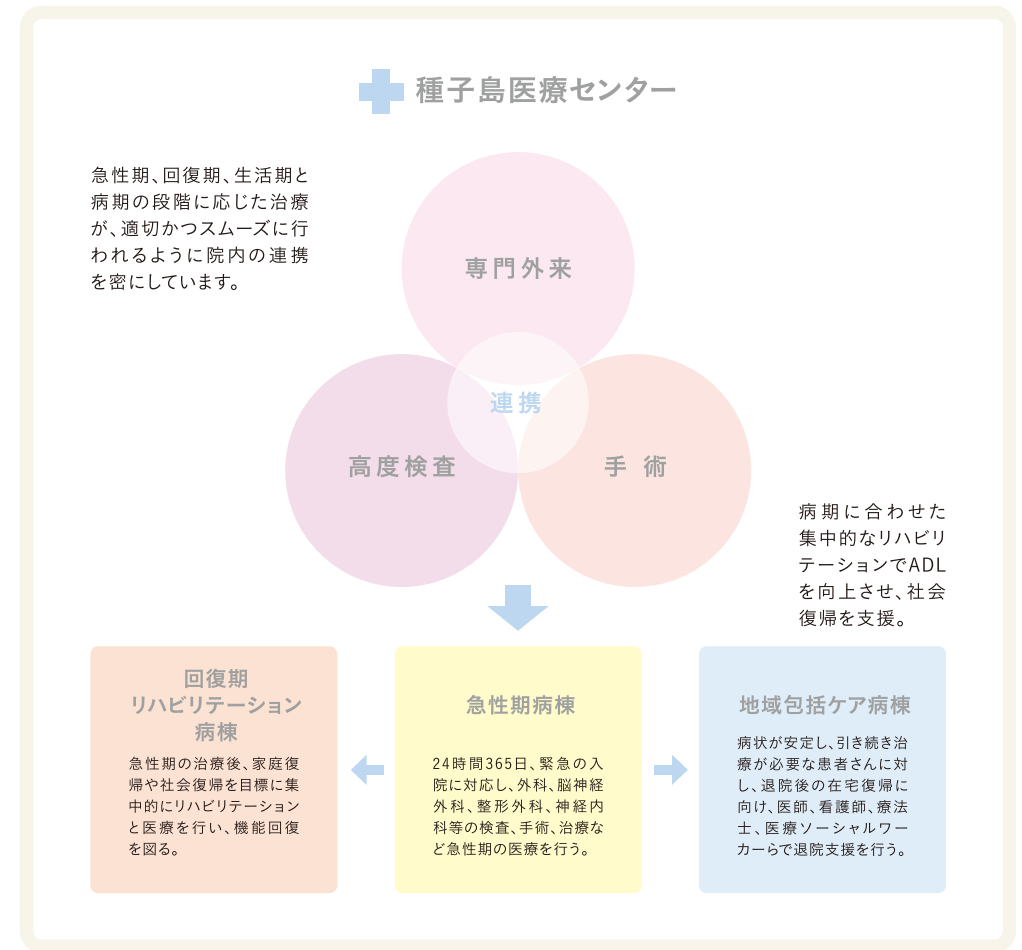 種子島医療センター
急性期、回復期、生活期と
病期の段階に応じた治療
が、適切かつスムーズに行
われるように院内の連携
を密にしています。
専門外来
連携
高度検査
手術
病期に合わせた
集中的なリハビリ
テーションでADL
を向上させ、社会
復帰を支援。
回復期
リハビリテーション
病棟
急性期の治療後、家庭復
帰や社会復帰を目標に集
中的にリハビリテーション
と医療を行い、機能回復
を図る。
急性期病棟
24時間365日、緊急の入
院に対応し、外科、脳神経
外科、整形外科、神経内
科等の検査、手術、治療な
ど急性期の医療を行う。
地域包括ケア病棟
病状が安定し、引き続き治
療が必要な患者さんに対
し、退院後の在宅復帰に
向け、医師、看護師、療法
士、医療ソーシャルワー
カーらで退院支援を行う。